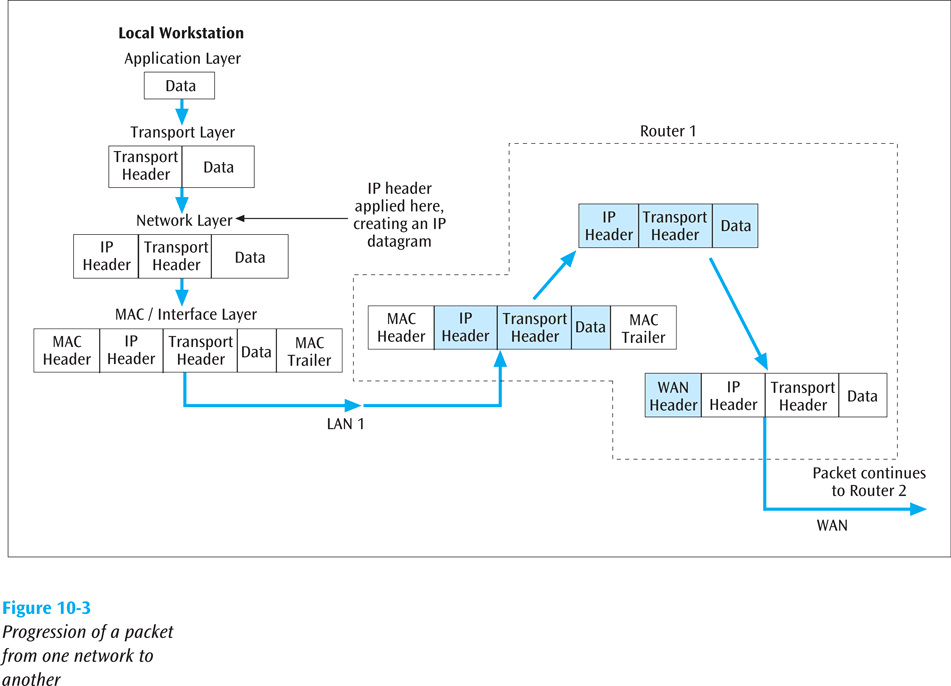 Local Workstation
Application Layer
Data
Transport Layer
Transport
Header
Data
IP header
applied here,
creating an IP
datagram
Network Layer
IP
Header
Transport
Header
Data
MAC / Interface Layer
MAC
Header
IP
Header
Transport
Header
Data
MAC
Trailer
LAN 1
Router 1
MAC
Header
IP
Header
Transport
Header
Data
MAC
Trailer
IP
Header
Transport
Header
Data
WAN
Header
IP
Header
Transport
Header
Data
Packet continues
to Router 2
WAN
Figure 10-3
Progression of a packet
from one network to
another